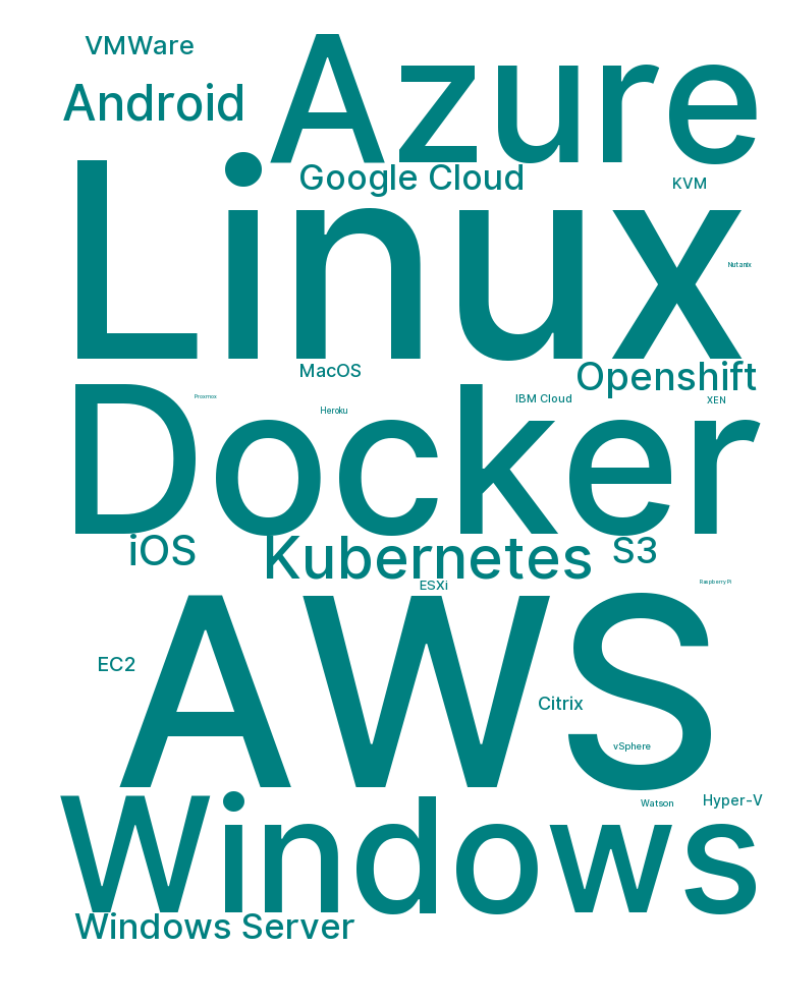 VMWare
Azure
Android
Google Cloud
KVM
Linux
Nutanix
MacOS
Openshift
Proxmox
Heroku
IBM Cloud
XEN
Docker
iOS
Kubernetes
S3
ESXi
Raspberry Pi
AWS
EC2
Citrix
vSphere
Watson
Hyper-V
Windows
Windows Server